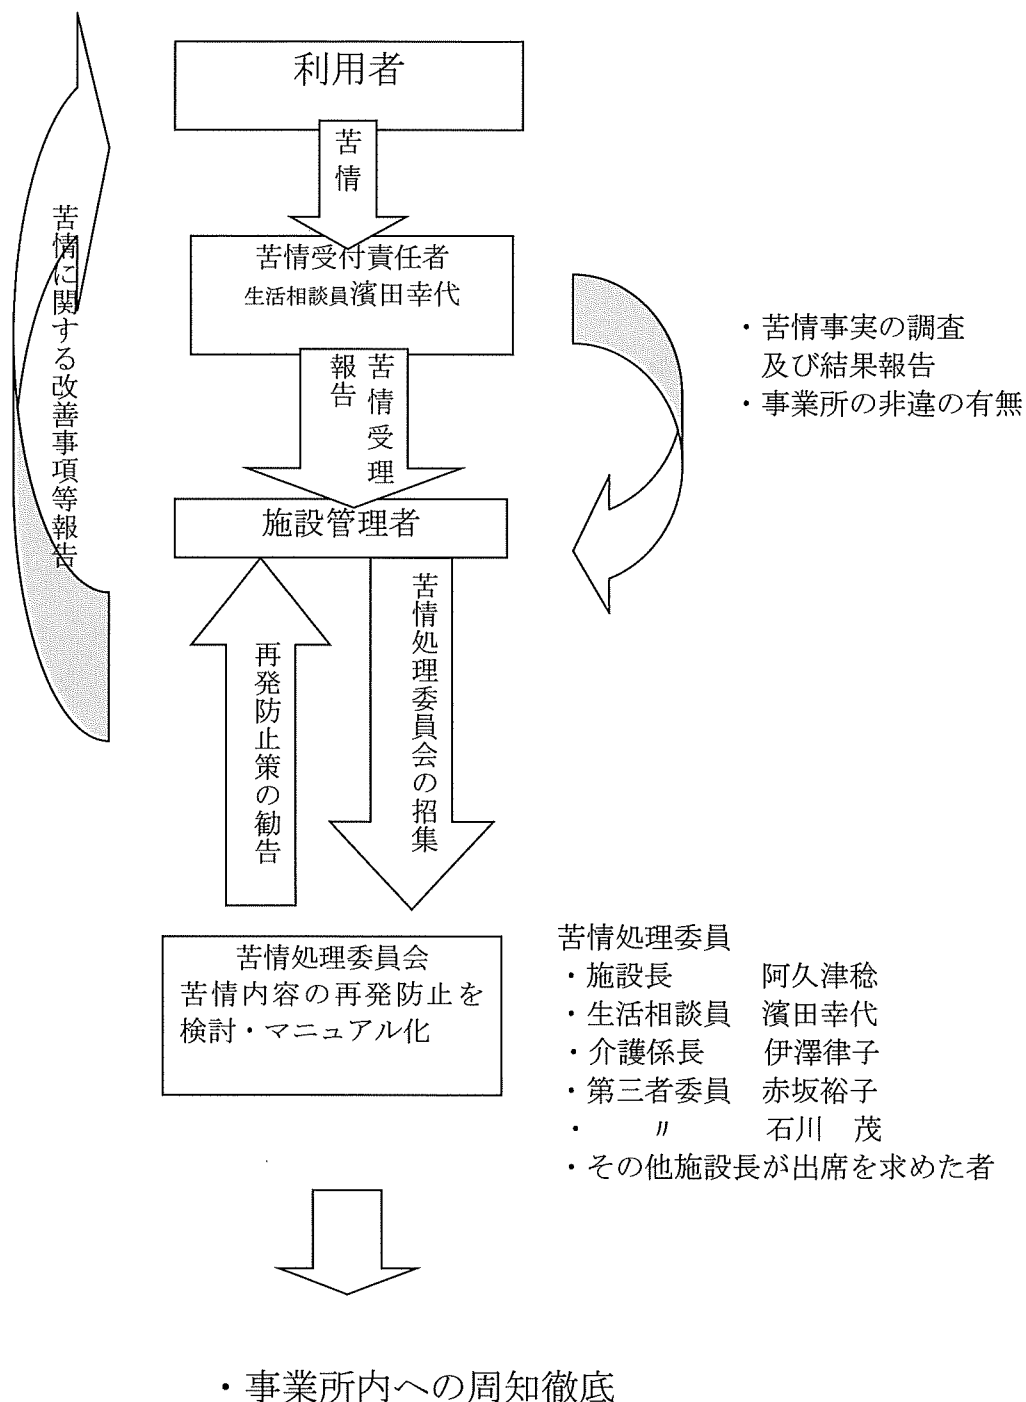 利用者
苦情
苦情受付責任者
生活相談員濱田幸代
苦情受理
報告
・苦情事実の調査
及び結果報告
・事業所の非違の有無
苦情に関する改善事項等報告
施設管理者
再発防止策の勧告
苦情処理委員会の招集
苦情処理委員会
苦情内容の再発防止を
検討・マニュアル化
苦情処理委員
・施設長　阿久津稔
・生活相談員　濱田幸代
・介護係長　伊澤律子
・第三者委員　赤坂裕子
・　〃　石川　茂
・その他施設長が出席を求めた者
・事業所内への周知徹底